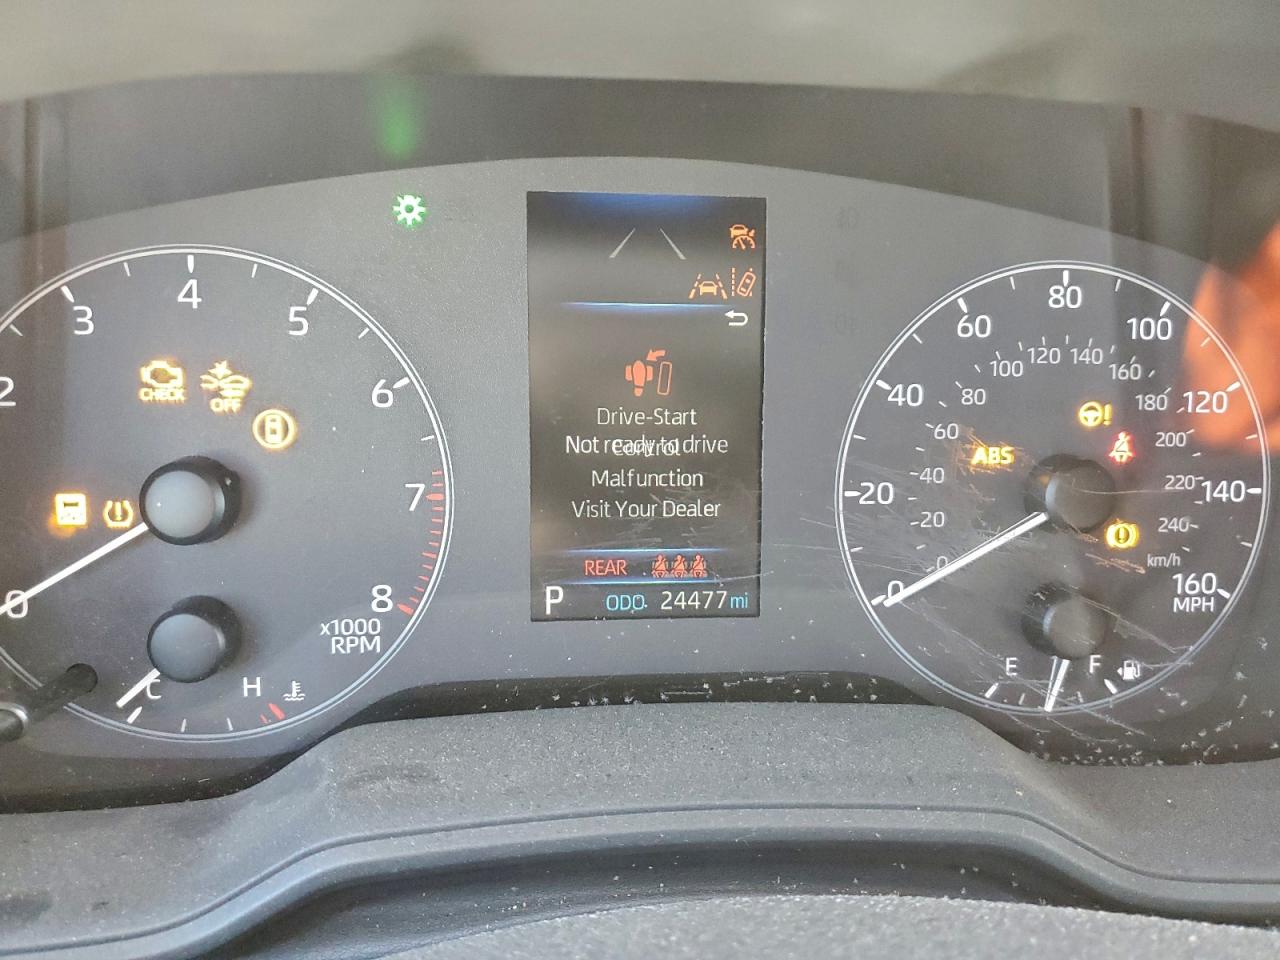 2
3
4
5
6
7
8
0
x1000
RPM
CHECK
OFF
C
H
Drive-Start
Control
Not ready to drive
Malfunction
Visit Your Dealer
REAR
P
ODO. 24477 mi
0
20
40
60
80
100
120
140
160
MPH
0
20
40
60
80
100
120
140
160
180
200
220
240
km/h
ABS
E
F